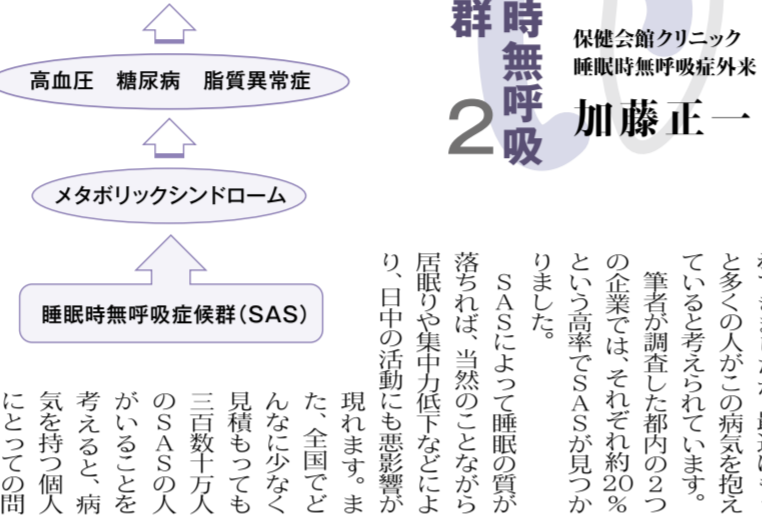 時無呼吸
群
2
保健会館クリニック
睡眠時無呼吸症外来
加藤正一
高血圧 糖尿病 脂質異常症
メタボリックシンドローム
睡眠時無呼吸症候群(SAS)
と多くの人がこの病気を抱え
ていると考えられています。
筆者が調査した都内の2つ
の企業では、それぞれ約20%
という高率でSASが見つか
りました。
SASによって睡眠の質が
落ちれば、当然のことながら
居眠りや集中力低下などによ
り、日中の活動にも悪影響が
現れます。ま
た、全国でど
んなに少なく
見積もっても
三百数十万人
のSASの人
がいることを
考えると、病
気を持つ個人
にとっての問